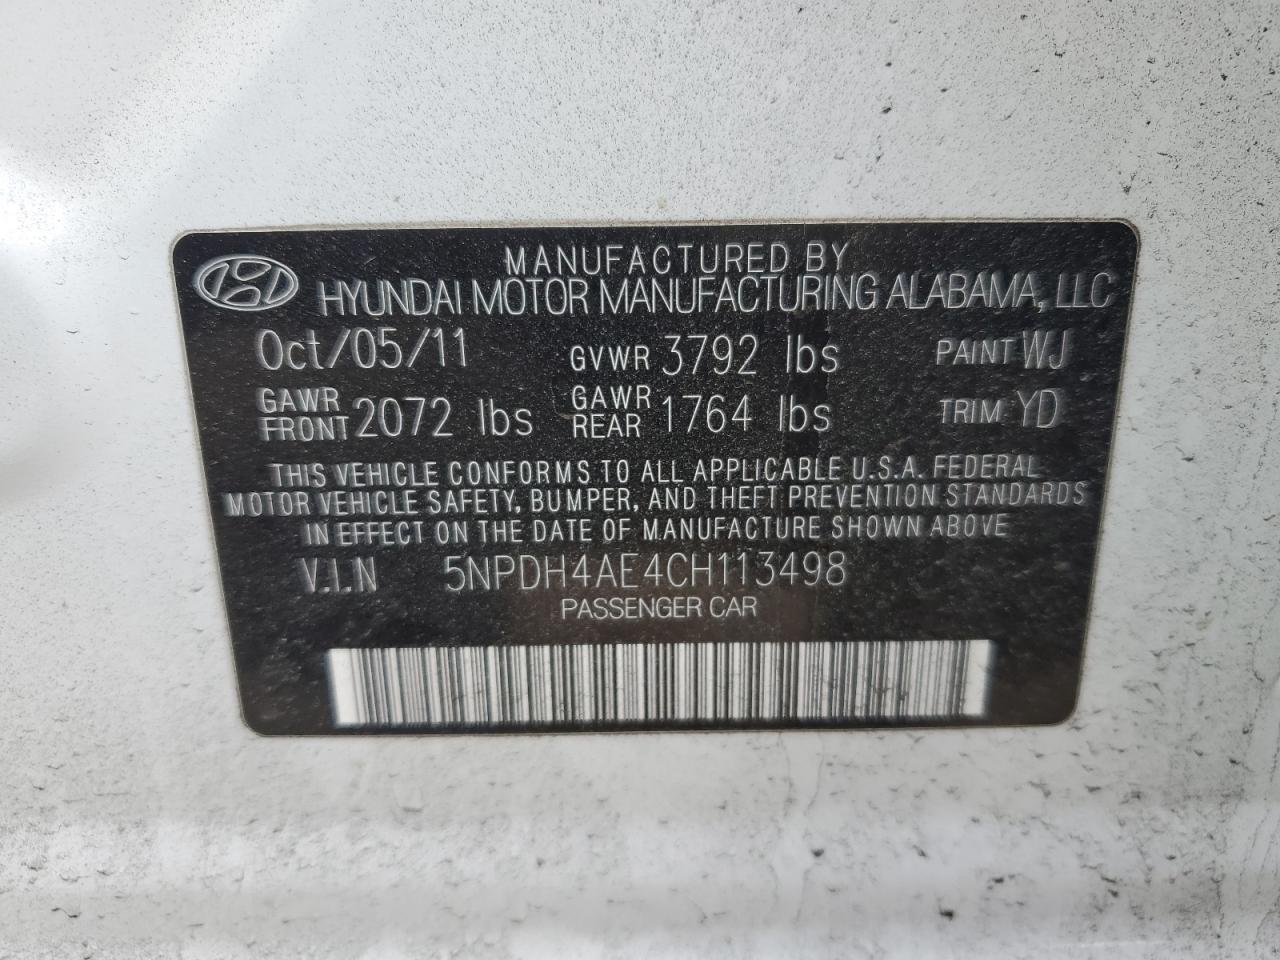 MANUFACTURED BY
HYUNDAI MOTOR MANUFACTURING ALABAMA, LLC
Oct/05/11 GVWR 3792 lbs PAINT WJ
GAWR FRONT 2072 lbs GAWR REAR 1764 lbs TRIM YD
THIS VEHICLE CONFORMS TO ALL APPLICABLE U.S.A. FEDERAL
MOTOR VEHICLE SAFETY, BUMPER, AND THEFT PREVENTION STANDARDS
IN EFFECT ON THE DATE OF MANUFACTURE SHOWN ABOVE
V.I.N 5NPDH4AE4CH113498
PASSENGER CAR